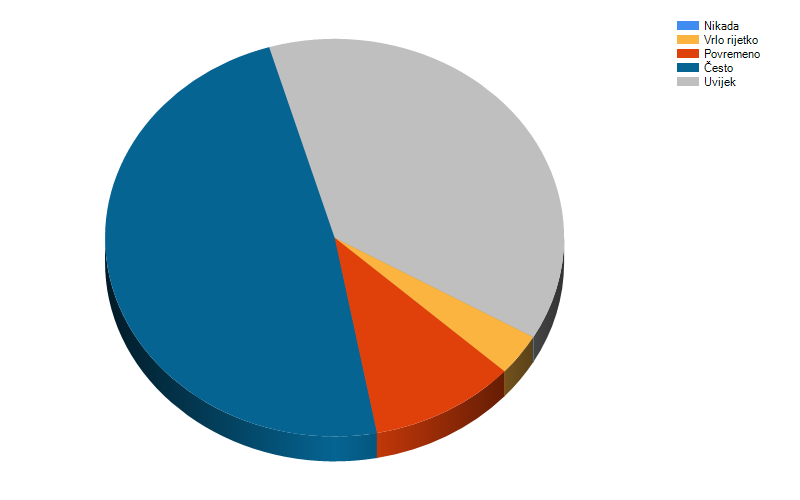 Nikada
Vrlo rijetko
Povremeno
Često
Uvijek